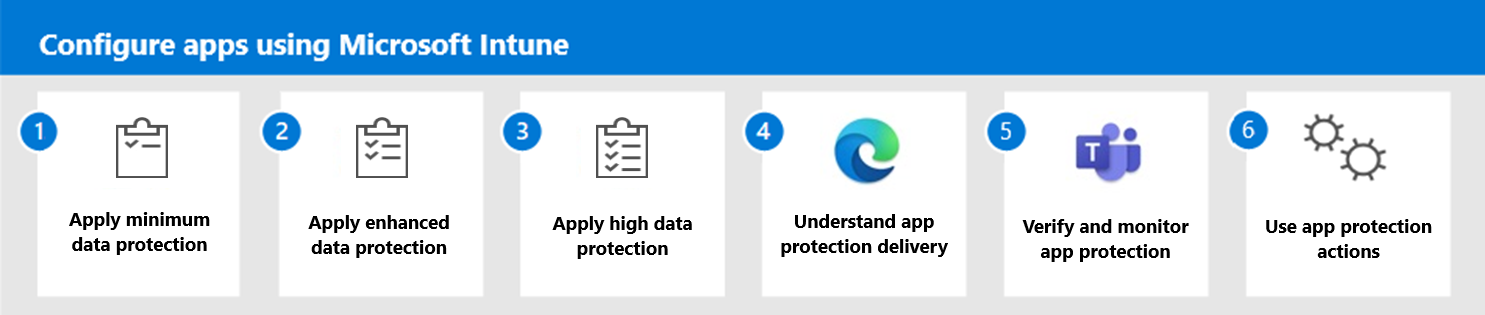 Configure apps using Microsoft Intune
1
Apply minimum
data protection
2
Apply enhanced
data protection
3
Apply high data
protection
4
Understand app
protection delivery
5
T
Verify and monitor
app protection
6
Use app protection
actions